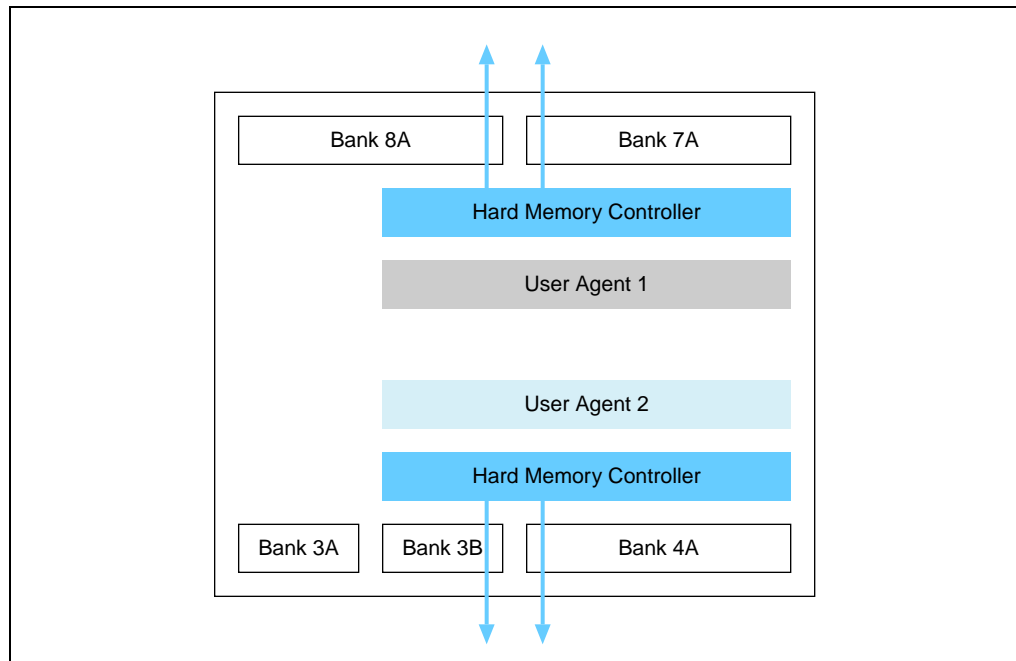 Bank 8A
Bank 7A
Hard Memory Controller
User Agent 1
User Agent 2
Hard Memory Controller
Bank 3A
Bank 3B
Bank 4A